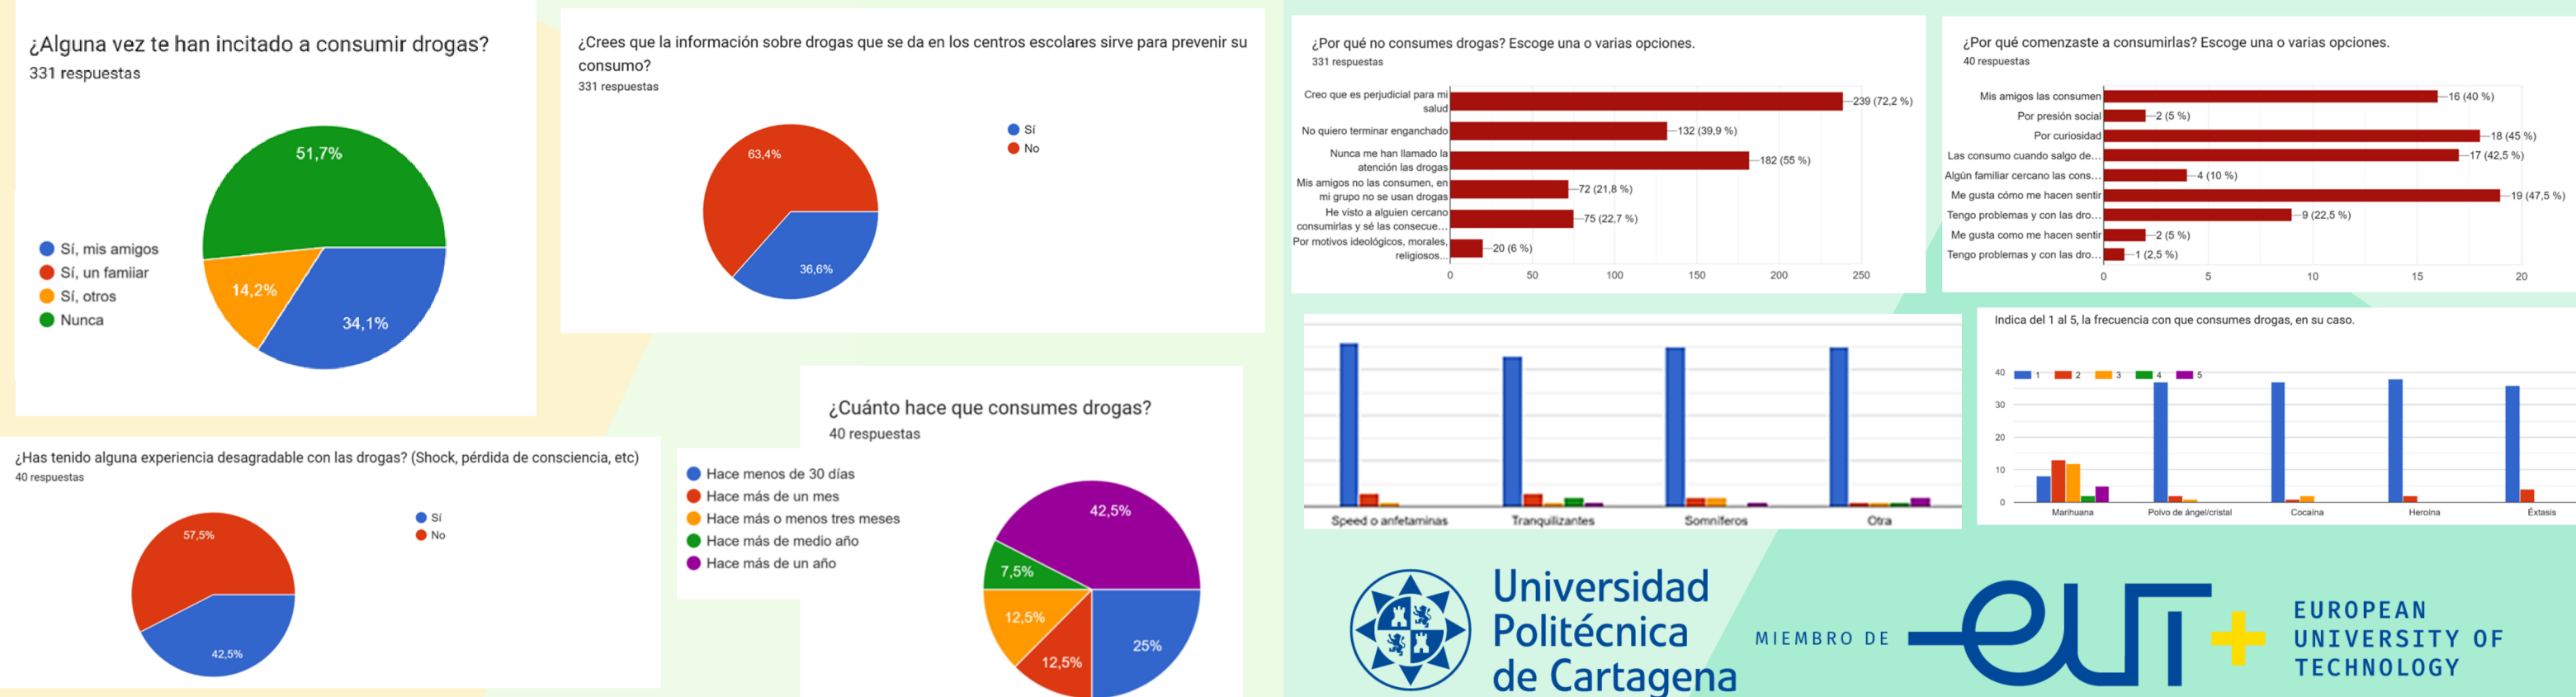 ¿Alguna vez te han incitado a consumir drogas?
331 respuestas
51,7%
14,2%
34,1%
Sí, mis amigos
Sí, un famiiar
Sí, otros
Nunca
¿Crees que la información sobre drogas que se da en los centros escolares sirve para prevenir su
consumo?
331 respuestas
63,4%
36,6%
Sí
No
¿Has tenido alguna experiencia desagradable con las drogas? (Shock, pérdida de consciencia, etc)
40 respuestas
57,5%
42,5%
Sí
No
¿Cuánto hace que consumes drogas?
40 respuestas
Hace menos de 30 días
Hace más de un mes
Hace más o menos tres meses
Hace más de medio año
Hace más de un año
42,5%
7,5%
12,5%
12,5%
25%
¿Por qué no consumes drogas? Escoge una o varias opciones.
331 respuestas
Creo que es perjudicial para mi
salud
239 (72,2 %)
No quiero terminar enganchado
132 (39,9 %)
Nunca me han llamado la
atención las drogas
182 (55 %)
Mis amigos no las consumen, en
mi grupo no se usan drogas
72 (21,8 %)
He visto a alguien cercano
consumirlas y sé las consecue...
75 (22,7 %)
Por motivos ideológicos, morales,
religiosos...
20 (6 %)
0 50 100 150 200 250
¿Por qué comenzaste a consumirlas? Escoge una o varias opciones.
40 respuestas
Mis amigos las consumen 16 (40 %)
Por presión social 2 (5 %)
Por curiosidad 18 (45 %)
Las consumo cuando salgo de... 17 (42,5 %)
Algún familiar cercano las cons... 4 (10 %)
Me gusta cómo me hacen sentir 19 (47,5 %)
Tengo problemas y con las dro... 9 (22,5 %)
Me gusta como me hacen sentir 2 (5 %)
Tengo problemas y con las dro... 1 (2,5 %)
0 5 10 15 20
Speed o anfetaminas Tranquilizantes Somníferos Otra
Indica del 1 al 5, la frecuencia con que consumes drogas, en su caso.
1 2 3 4 5
40
30
20
10
0
Marihuana Polvo de ángel/cristal Cocaína Heroína Éxtasis
Universidad
Politécnica
de Cartagena
MIEMBRO DE
eut+
EUROPEAN
UNIVERSITY OF
TECHNOLOGY